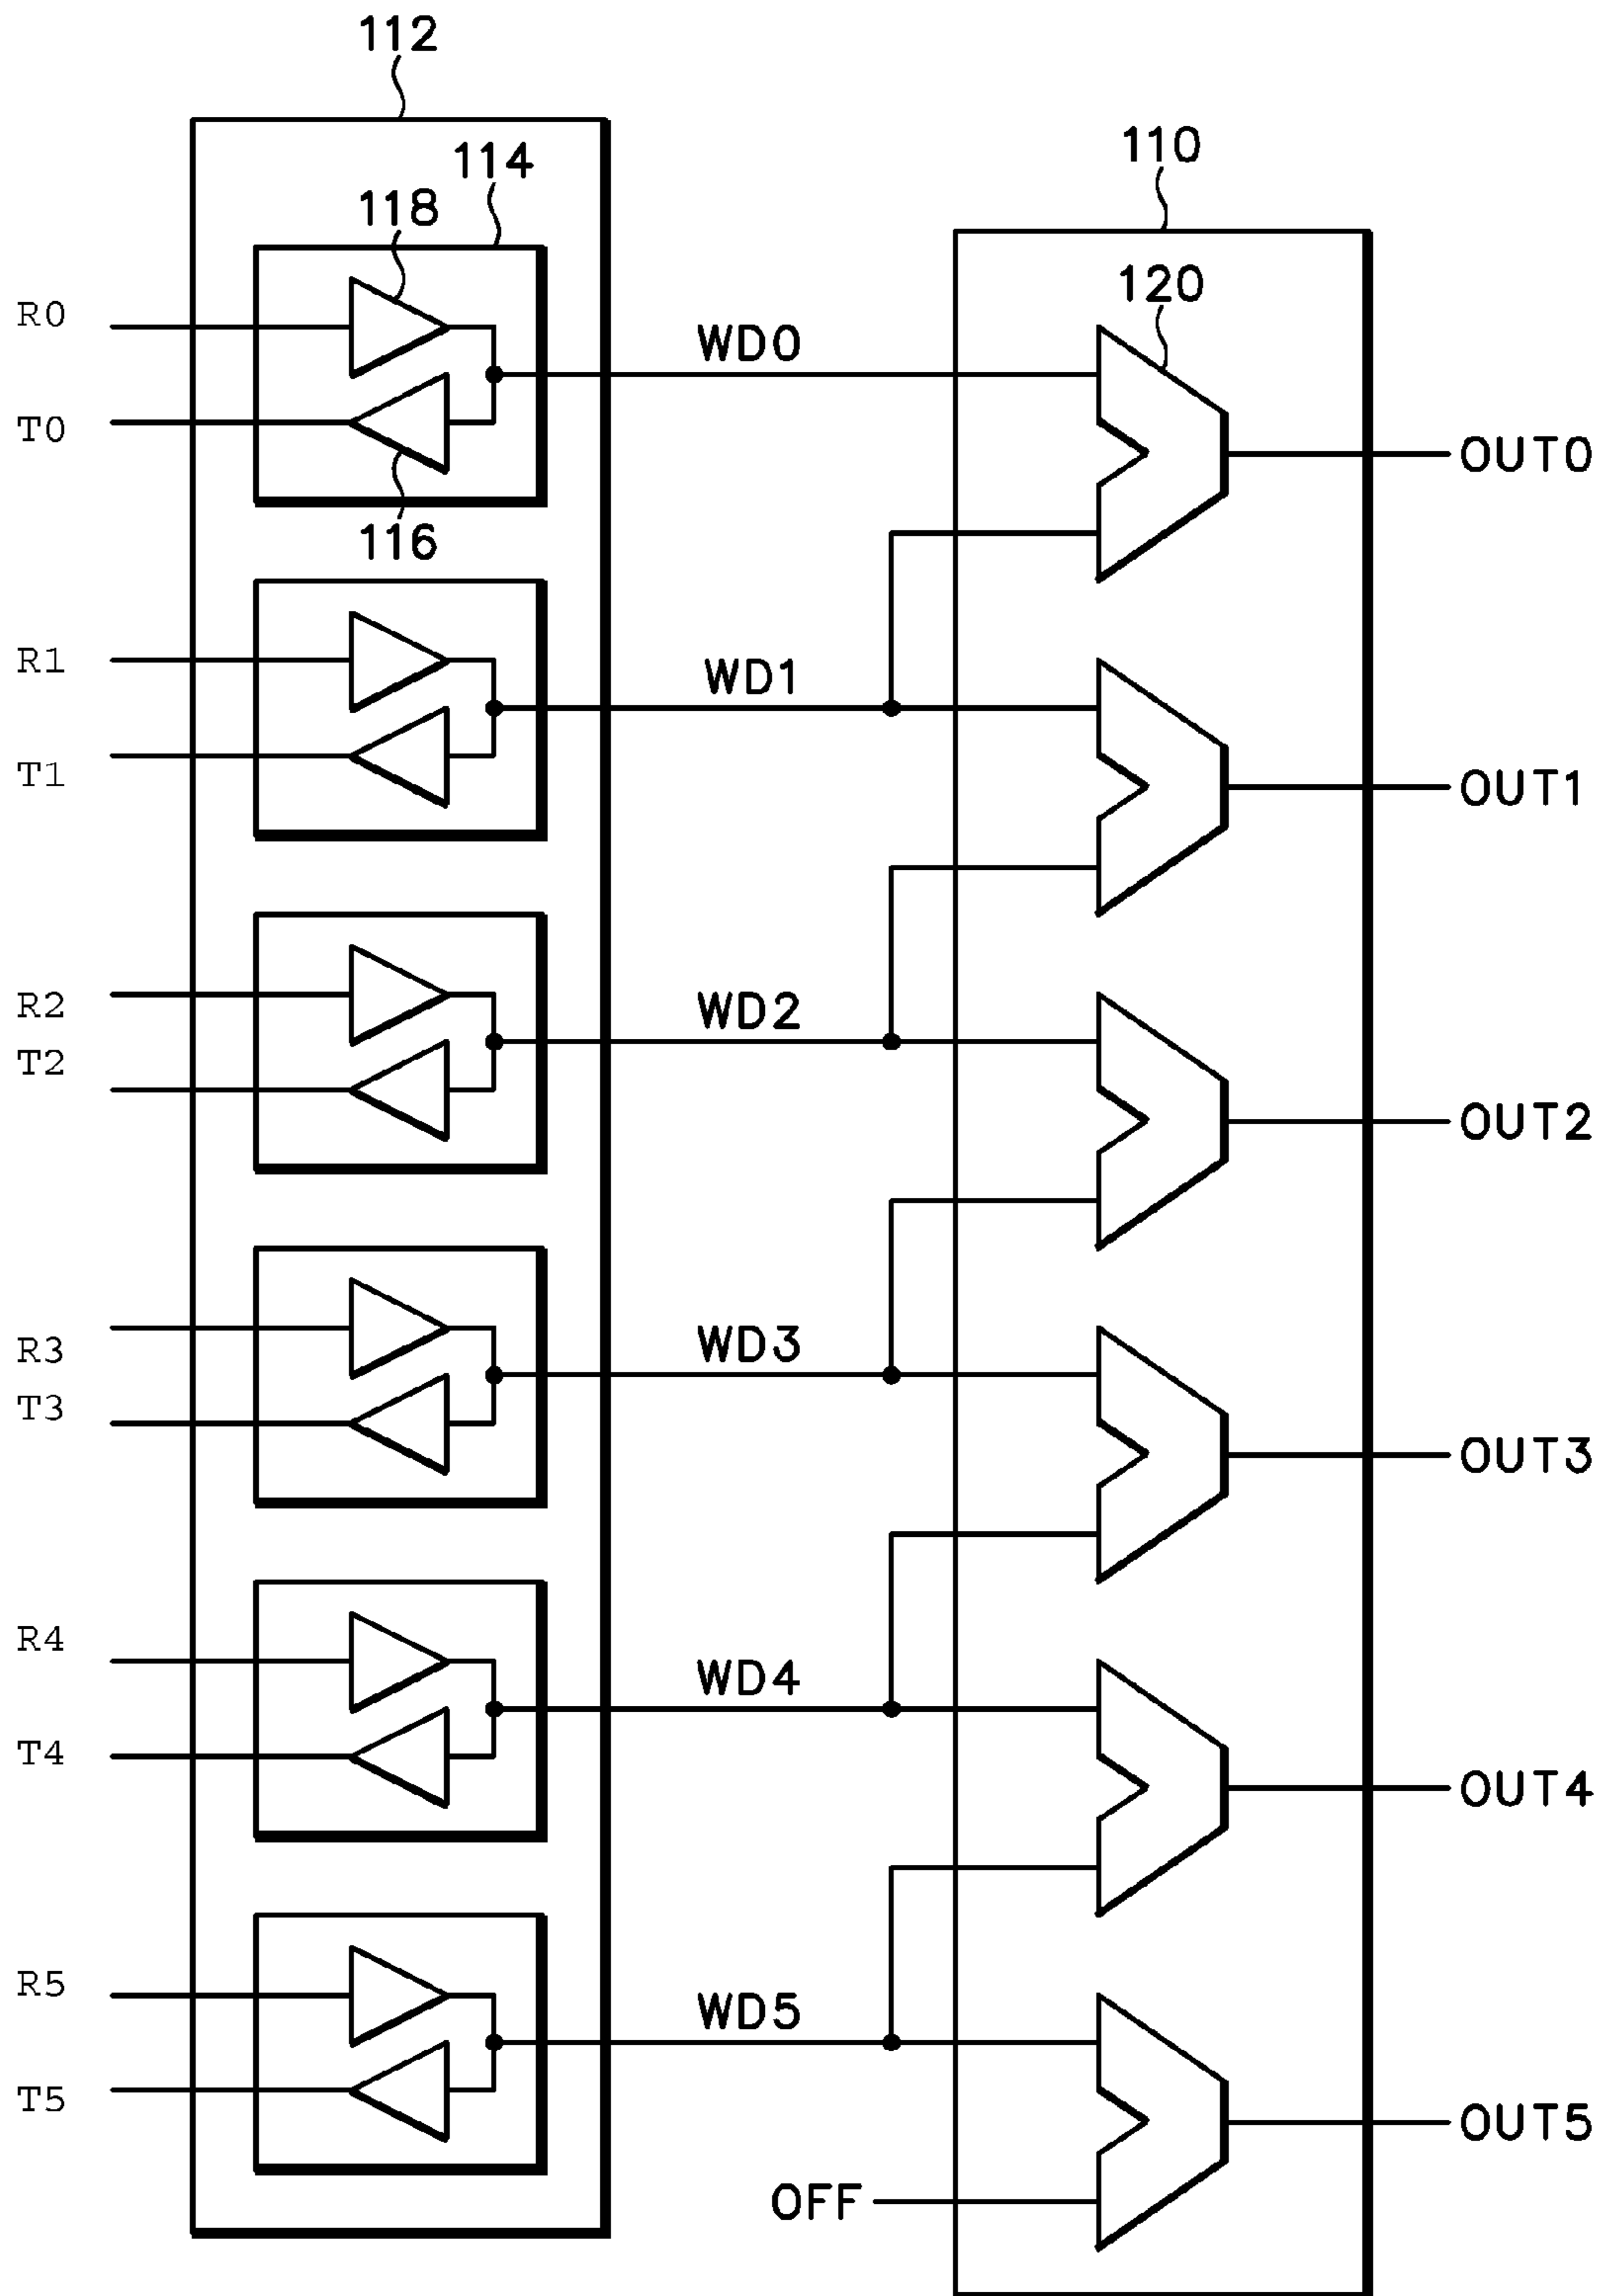 112
110
114
118
120
R0
WD0
T0
OUT0
116
R1
WD1
T1
OUT1
R2
WD2
T2
OUT2
R3
WD3
T3
OUT3
R4
WD4
T4
OUT4
R5
WD5
T5
OUT5
OFF